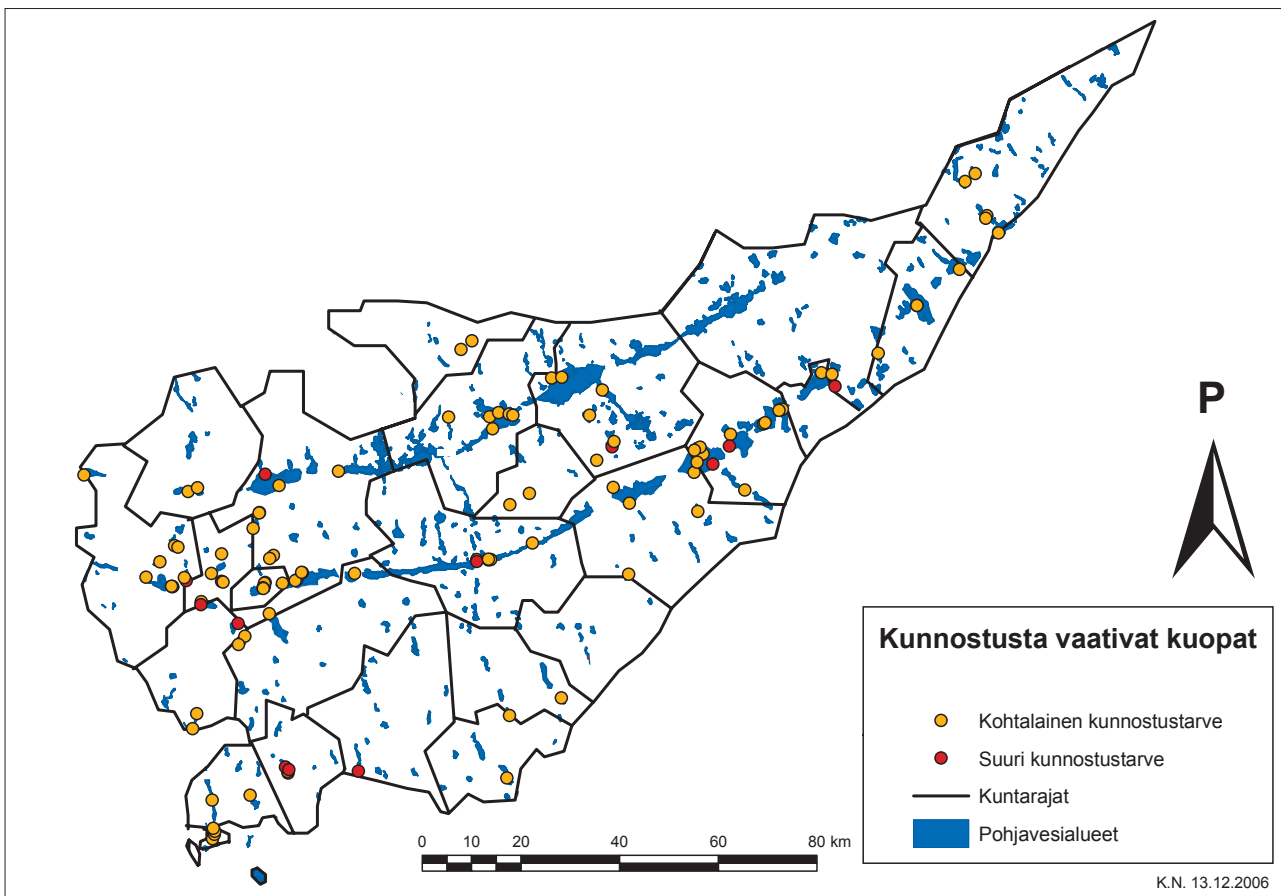 P
Kunnostusta vaativat kuopat
Kohtalainen kunnostustarve
Suuri kunnostustarve
Kuntarajat
Pohjavesialueet
0 10 20 40 60 80 km
K.N. 13.12.2006